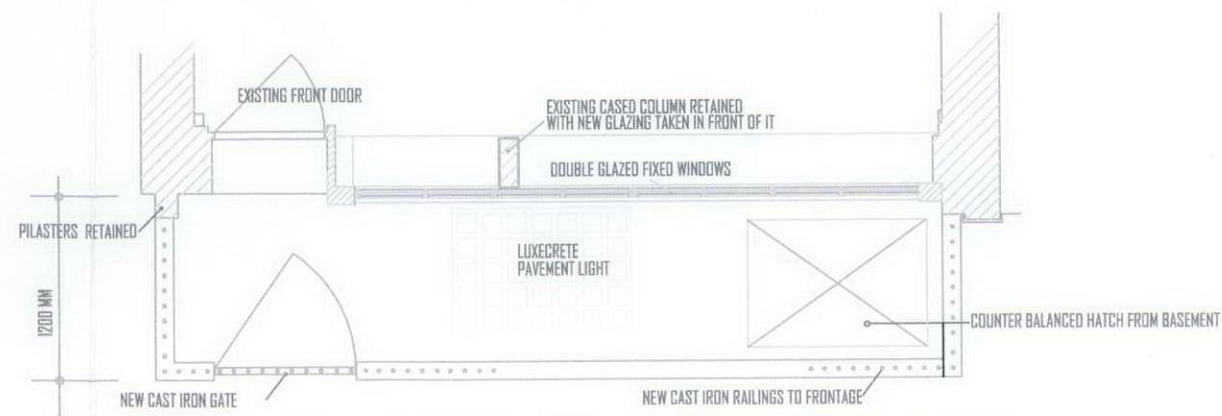 EXISTING FRONT DOOR
EXISTING CASED COLUMN RETAINED
WITH NEW GLAZING TAKEN IN FRONT OF IT
DOUBLE GLAZED FIXED WINDOWS
PILASTERS RETAINED
LUXECRETE
PAVEMENT LIGHT
1200 MM
COUNTER BALANCED HATCH FROM BASEMENT
NEW CAST IRON GATE
NEW CAST IRON RAILINGS TO FRONTAGE